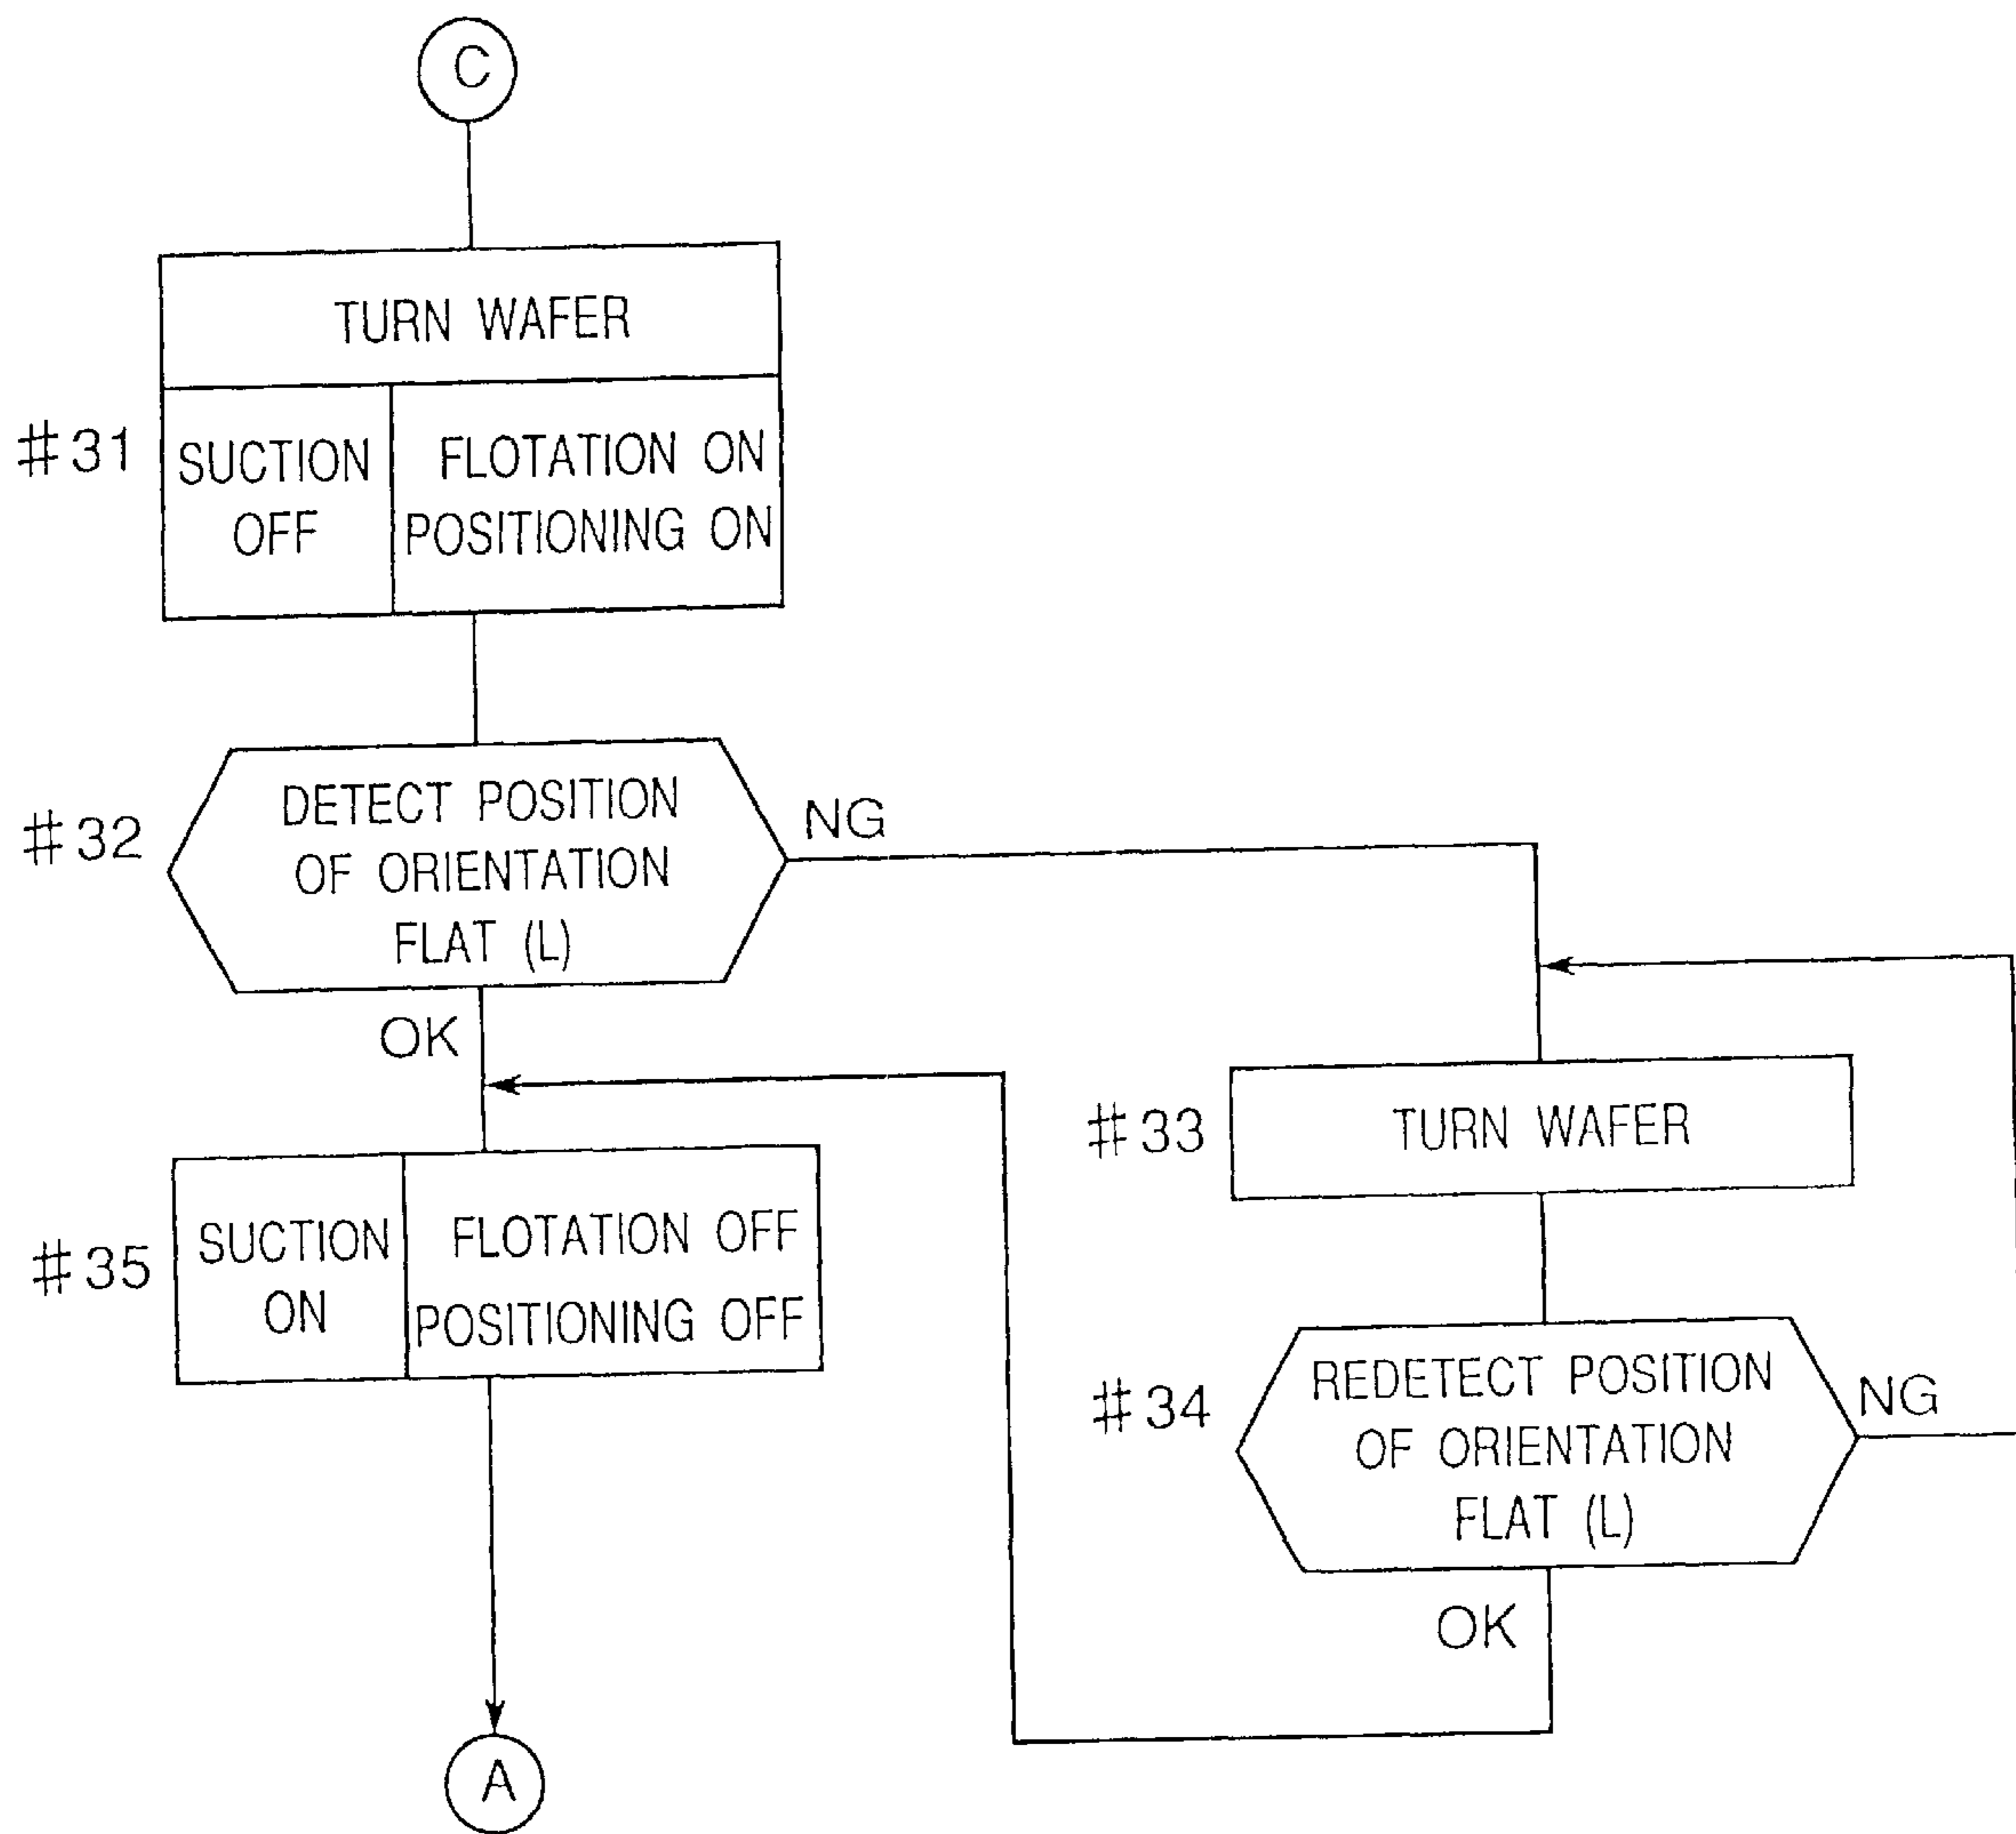 C
TURN WAFER
#31
SUCTION
OFF
FLOTATION ON
POSITIONING ON
#32
DETECT POSITION
OF ORIENTATION
FLAT (L)
NG
OK
#33
TURN WAFER
#35
SUCTION
ON
FLOTATION OFF
POSITIONING OFF
#34
REDETECT POSITION
OF ORIENTATION
FLAT (L)
NG
OK
A